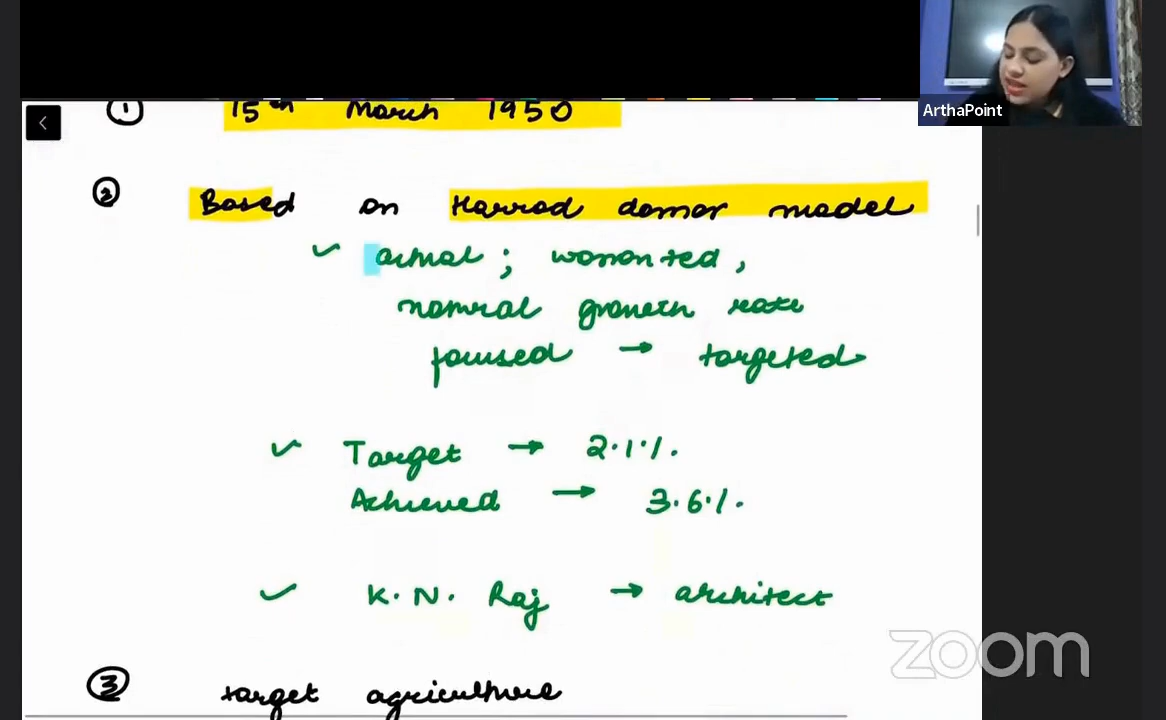 ArthaPoint
① 15th March 1950
② Based on Harrod domar model
✓ actual ; warranted,
natural growth rate
focused → targeted
✓ Target → 2.1%.
Achieved → 3.6%.
✓ K. N. Raj → architect
zoom
③ target agriculture